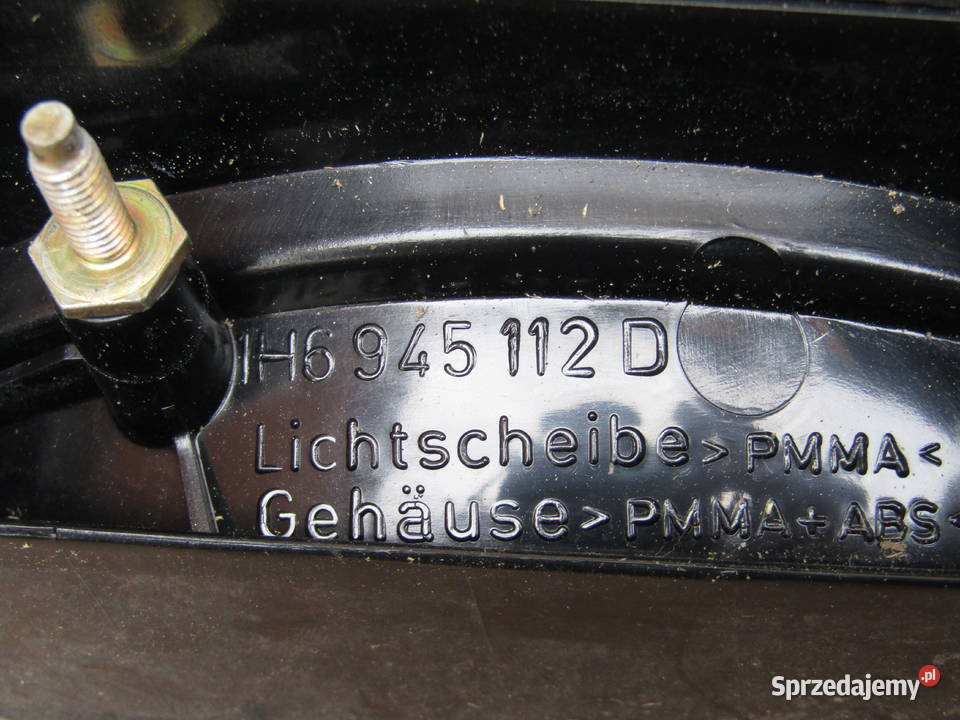 1H6 945 112 D
Lichtscheibe >PMMA<
Gehäuse >PMMA+ABS<
Sprzedajemy.pl